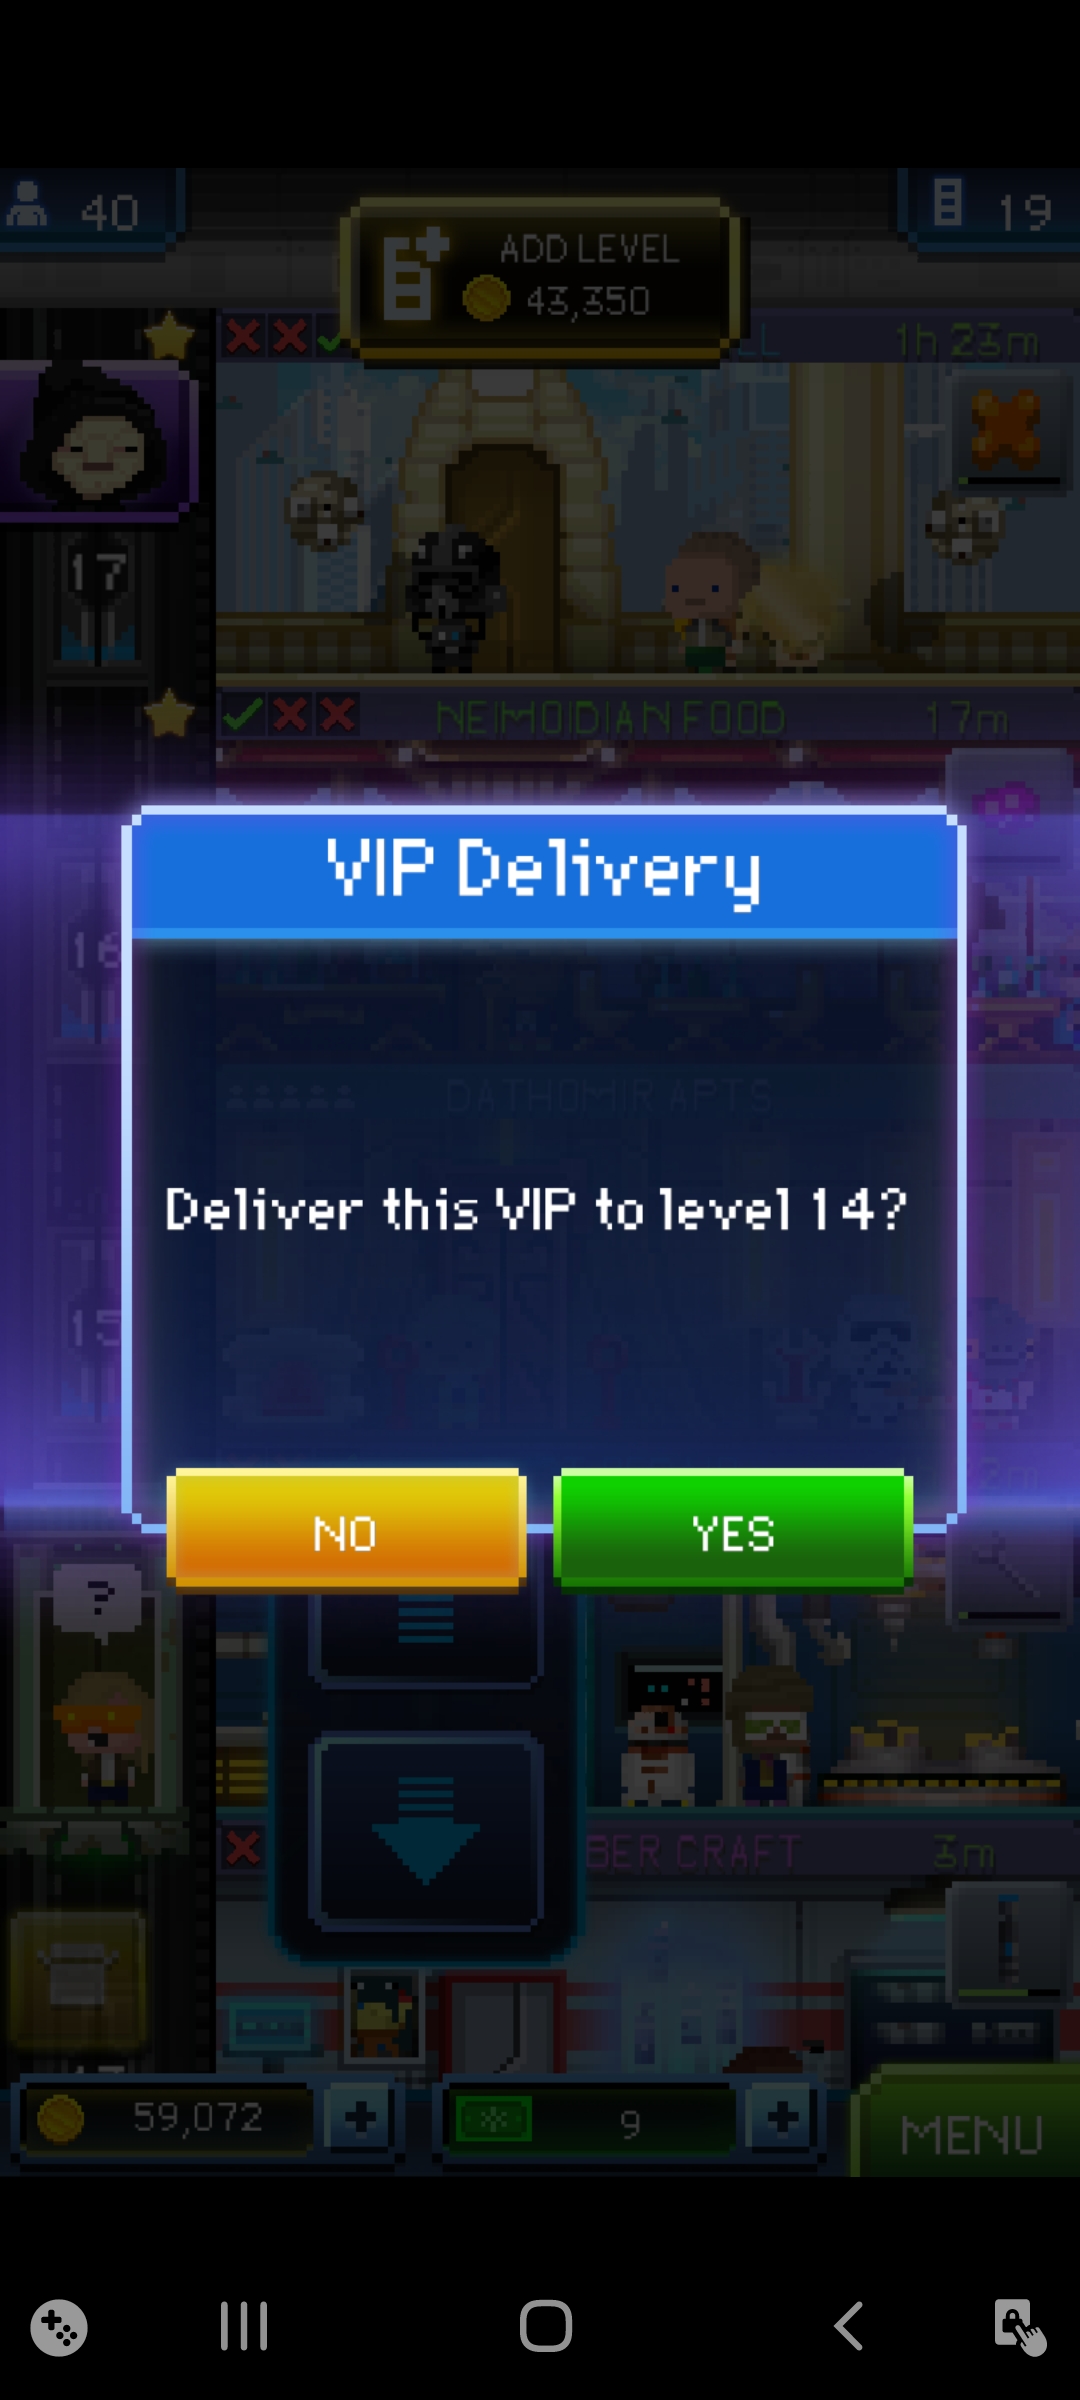 40
19
ADD LEVEL
43,350
1h 23m
17
NEIMODIAN FOOD
17m
VIP Delivery
16
DATHOMIR APTS
Deliver this VIP to level 14?
15
NO
YES
?
BER CRAFT
3m
59,072
9
MENU